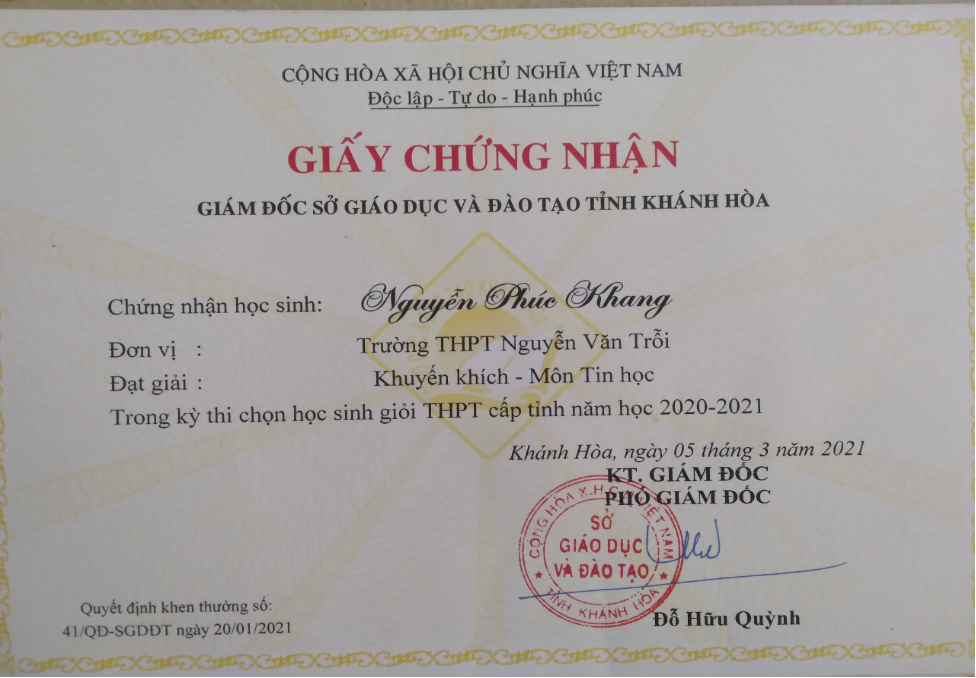 CỘNG HÒA XÃ HỘI CHỦ NGHĨA VIỆT NAM
Độc lập - Tự do - Hạnh phúc
GIẤY CHỨNG NHẬN
GIÁM ĐỐC SỞ GIÁO DỤC VÀ ĐÀO TẠO TỈNH KHÁNH HÒA
Chứng nhận học sinh: Nguyễn Phúc Khang
Đơn vị : Trường THPT Nguyễn Văn Trỗi
Đạt giải : Khuyến khích - Môn Tin học
Trong kỳ thi chọn học sinh giỏi THPT cấp tỉnh năm học 2020-2021
Khánh Hòa, ngày 05 tháng 3 năm 2021
KT. GIÁM ĐỐC
PHÓ GIÁM ĐỐC
CỘNG HÒA X.H.C.N VIỆT NAM
SỞ
GIÁO DỤC
VÀ ĐÀO TẠO
TỈNH KHÁNH HÒA
Đỗ Hữu Quỳnh
Quyết định khen thưởng số:
41/QĐ-SGDĐT ngày 20/01/2021